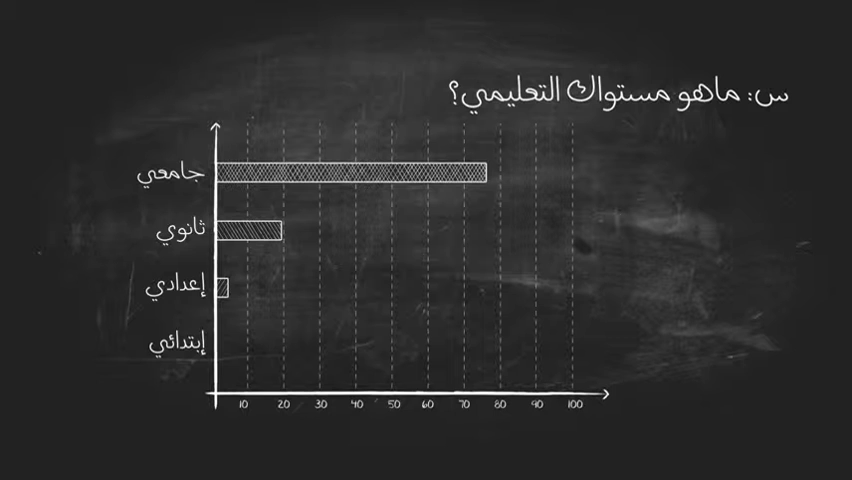 س: ماهو مستواك التعليمي؟
جامعي
ثانوي
إعدادي
إبتدائي
10 20 30 40 50 60 70 80 90 100